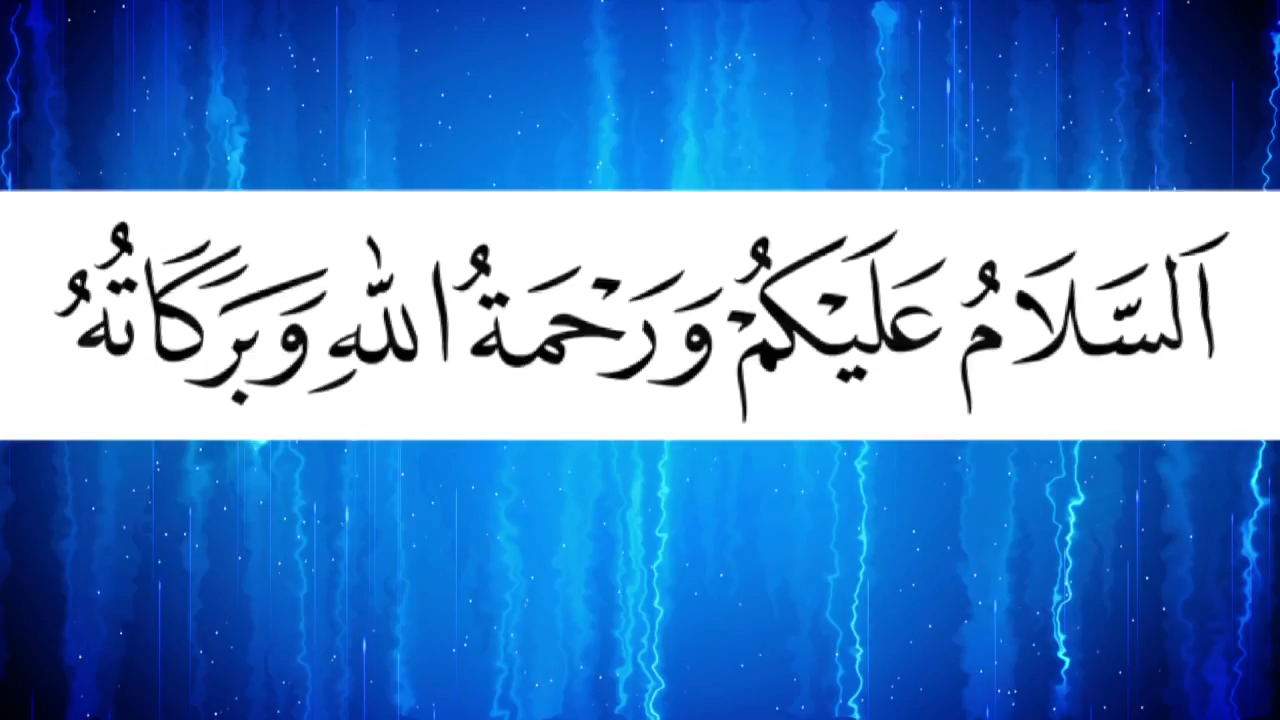 اَلسَّلَامُ عَلَيْكُمْ وَرَحْمَةُ اللهِ وَبَرَكَاتُهُ